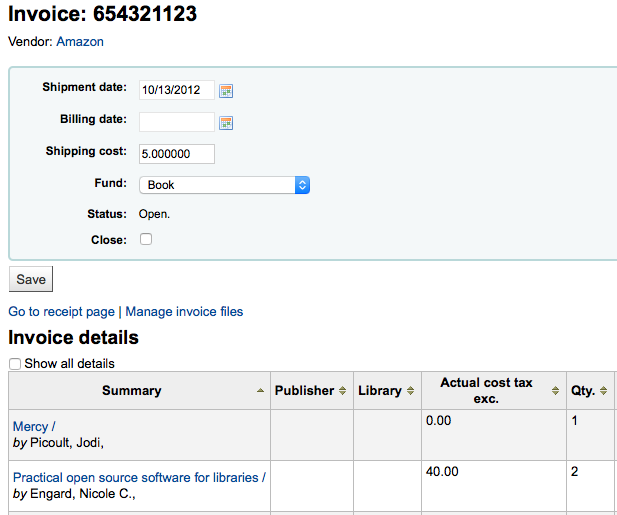 Invoice: 654321123
Vendor: Amazon
Shipment date: 10/13/2012
Billing date:
Shipping cost: 5.000000
Fund: Book
Status: Open.
Close:
Save
Go to receipt page | Manage invoice files
Invoice details
Show all details
Summary Publisher Library Actual cost tax exc. Qty.
Mercy / 0.00 1
by Picoult, Jodi,
Practical open source software for libraries / 40.00 2
by Engard, Nicole C.,